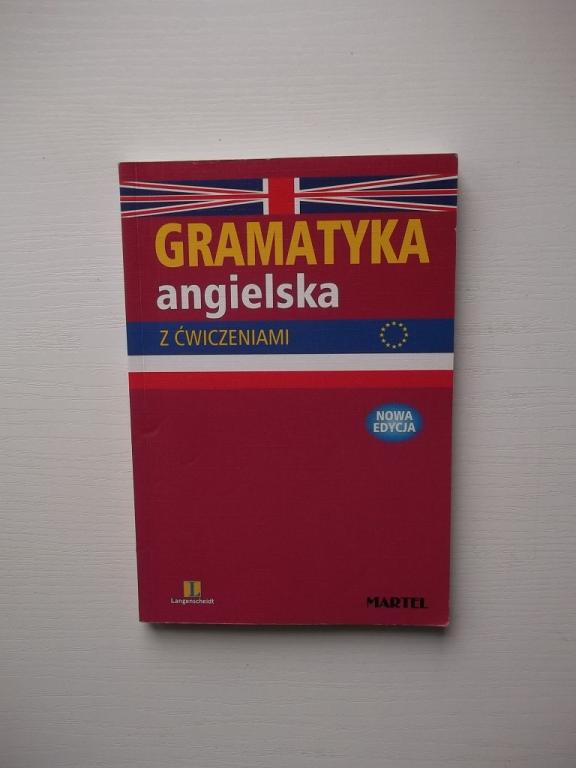 GRAMATYKA
angielska
Z ĆWICZENIAMI
NOWA
EDYCJA
L
Langenscheidt
MARTEL